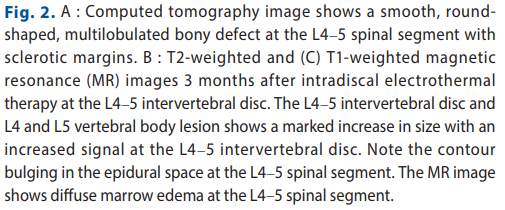 Fig. 2. A : Computed tomography image shows a smooth, round-
shaped, multilobulated bony defect at the L4–5 spinal segment with
sclerotic margins. B : T2-weighted and (C) T1-weighted magnetic
resonance (MR) images 3 months after intradiscal electrothermal
therapy at the L4–5 intervertebral disc. The L4–5 intervertebral disc and
L4 and L5 vertebral body lesion shows a marked increase in size with an
increased signal at the L4–5 intervertebral disc. Note the contour
bulging in the epidural space at the L4–5 spinal segment. The MR image
shows diffuse marrow edema at the L4–5 spinal segment.